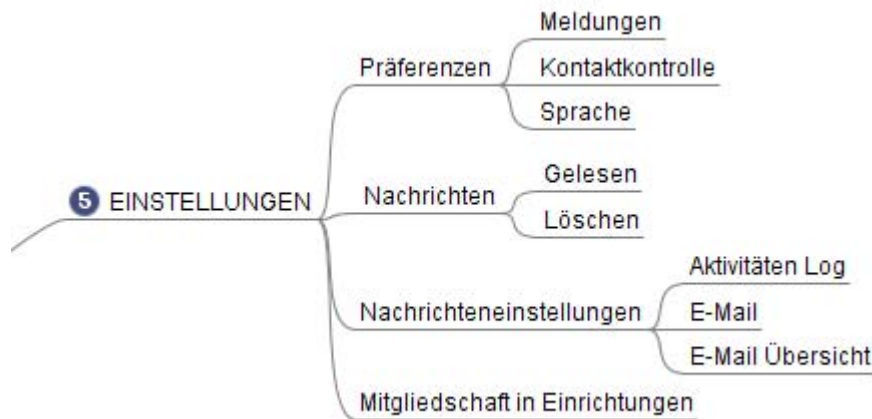 5 EINSTELLUNGEN
Präferenzen
Meldungen
Kontaktkontrolle
Sprache
Nachrichten
Gelesen
Löschen
Nachrichteneinstellungen
Aktivitäten Log
E-Mail
E-Mail Übersicht
Mitgliedschaft in Einrichtungen